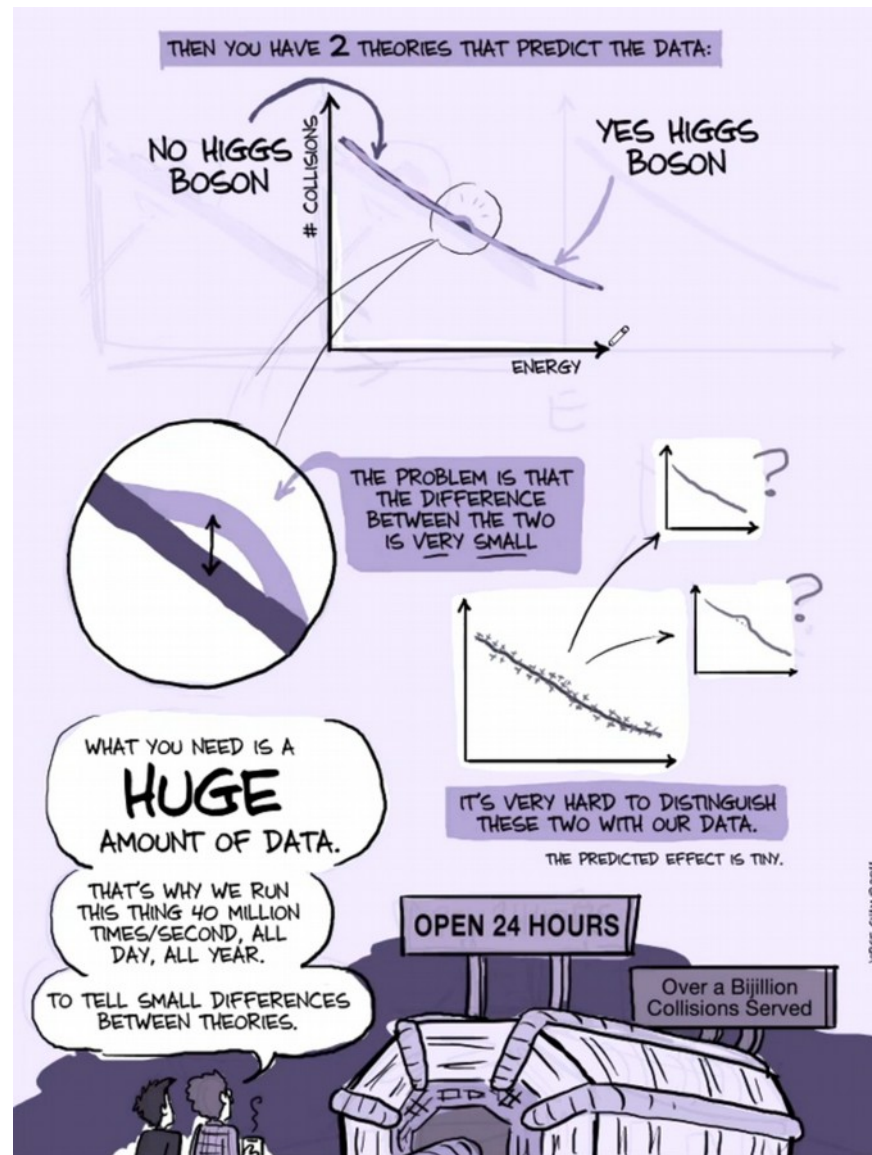 THEN YOU HAVE 2 THEORIES THAT PREDICT THE DATA:
NO HIGGS
BOSON
# COLLISIONS
YES HIGGS
BOSON
ENERGY
E
THE PROBLEM IS THAT
THE DIFFERENCE
BETWEEN THE TWO
IS VERY SMALL
?
?
WHAT YOU NEED IS A
HUGE
AMOUNT OF DATA.
IT'S VERY HARD TO DISTINGUISH
THESE TWO WITH OUR DATA.
THE PREDICTED EFFECT IS TINY.
THAT'S WHY WE RUN
THIS THING 40 MILLION
TIMES/SECOND, ALL
DAY, ALL YEAR.
TO TELL SMALL DIFFERENCES
BETWEEN THEORIES.
OPEN 24 HOURS
Over a Bijillion
Collisions Served